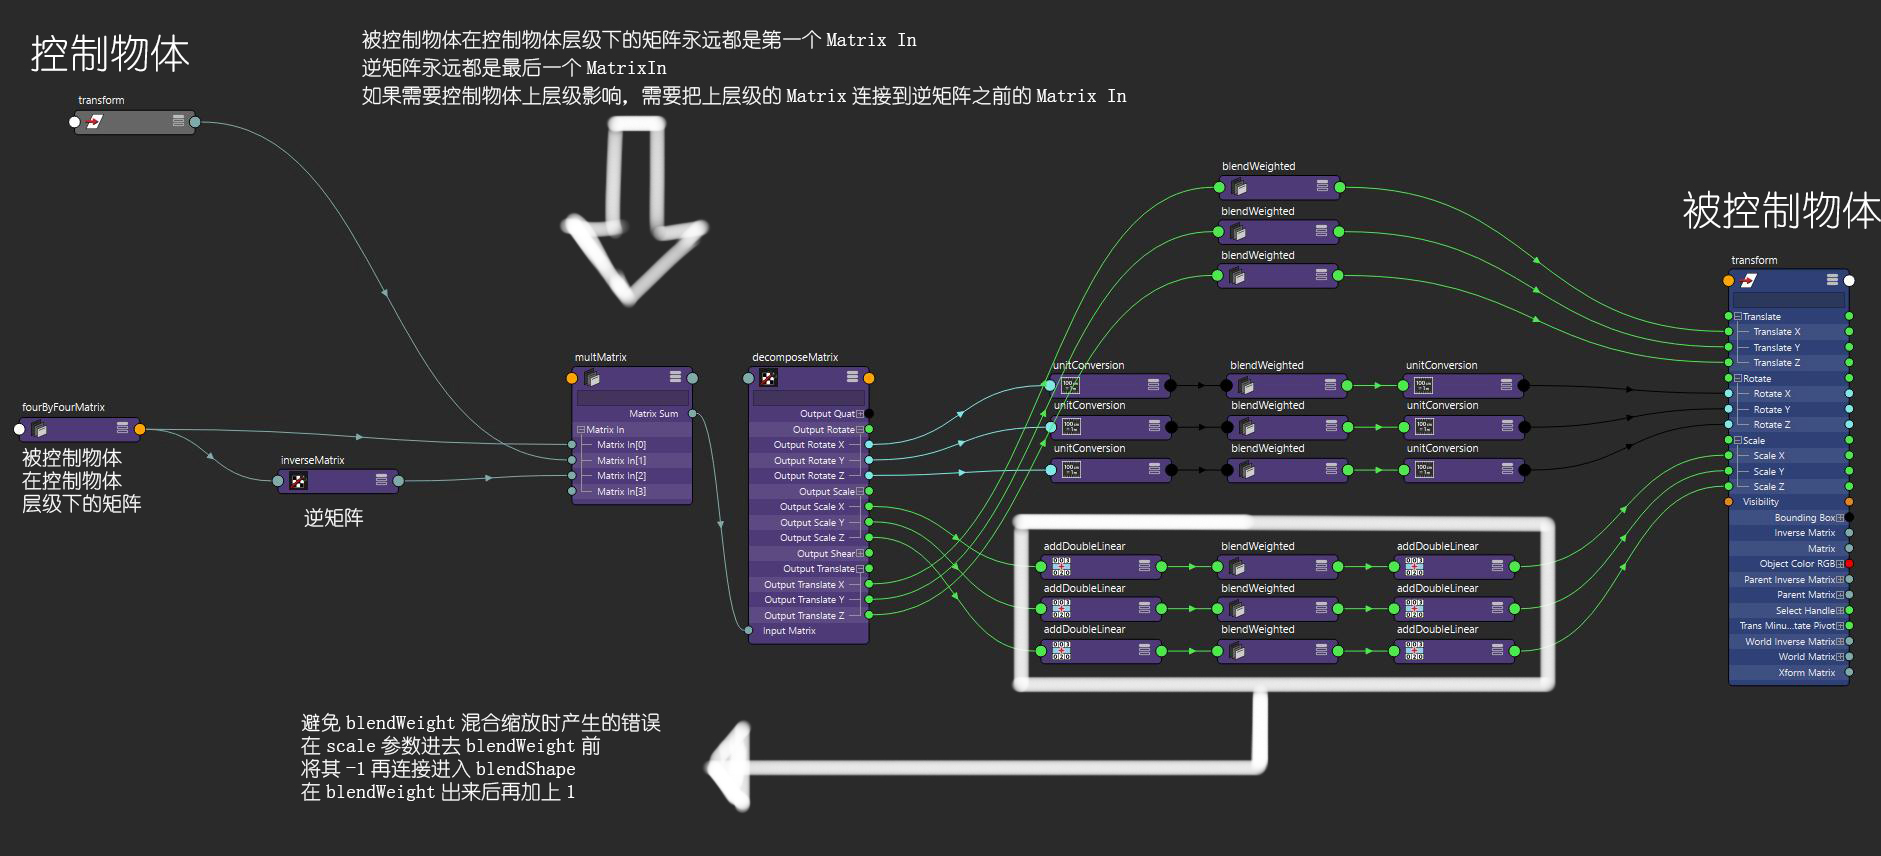 控制物体
被控制物体在控制物体层级下的矩阵永远都是第一个 Matrix In
逆矩阵永远都是最后一个 MatrixIn
如果需要控制物体上层级影响，需要把上层级的 Matrix 连接到逆矩阵之前的 Matrix In
transform
fourByFourMatrix
被控制物体
在控制物体
层级下的矩阵
inverseMatrix
逆矩阵
multMatrix
Matrix Sum
Matrix In
Matrix In[0]
Matrix In[1]
Matrix In[2]
Matrix In[3]
decomposeMatrix
Output Quat
Output Rotate
Output Rotate X
Output Rotate Y
Output Rotate Z
Output Scale
Output Scale X
Output Scale Y
Output Scale Z
Output Shear
Output Translate
Output Translate X
Output Translate Y
Output Translate Z
Input Matrix
blendWeighted
blendWeighted
blendWeighted
unitConversion blendWeighted unitConversion
unitConversion blendWeighted unitConversion
unitConversion blendWeighted unitConversion
addDoubleLinear blendWeighted addDoubleLinear
addDoubleLinear blendWeighted addDoubleLinear
addDoubleLinear blendWeighted addDoubleLinear
被控制物体
transform
Translate
Translate X
Translate Y
Translate Z
Rotate
Rotate X
Rotate Y
Rotate Z
Scale
Scale X
Scale Y
Scale Z
Visibility
Bounding Box
Inverse Matrix
Matrix
Object Color RGB
Parent Inverse Matrix
Parent Matrix
Select Handle
Trans Minu...tate Pivot
World Inverse Matrix
World Matrix
Xform Matrix
避免 blendWeight 混合缩放时产生的错误
在 scale 参数进去 blendWeight 前
将其 -1 再连接进入 blendShape
在 blendWeight 出来后再加上 1